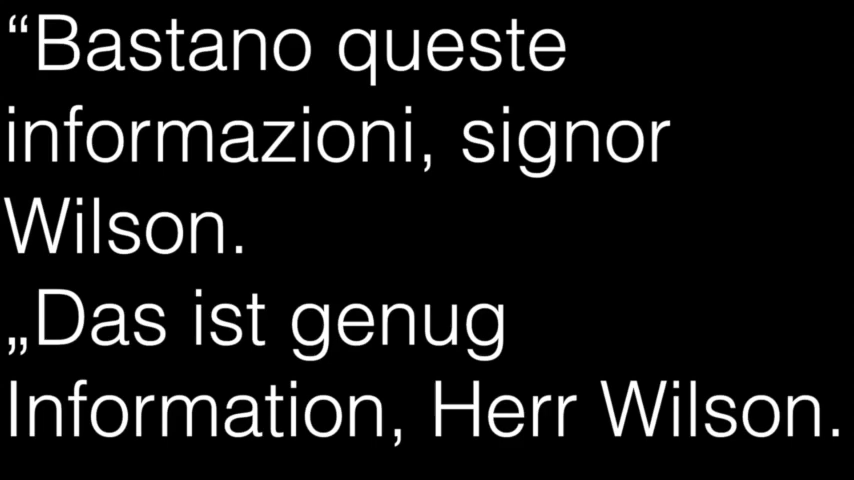 “Bastano queste
informazioni, signor
Wilson.
„Das ist genug
Information, Herr Wilson.